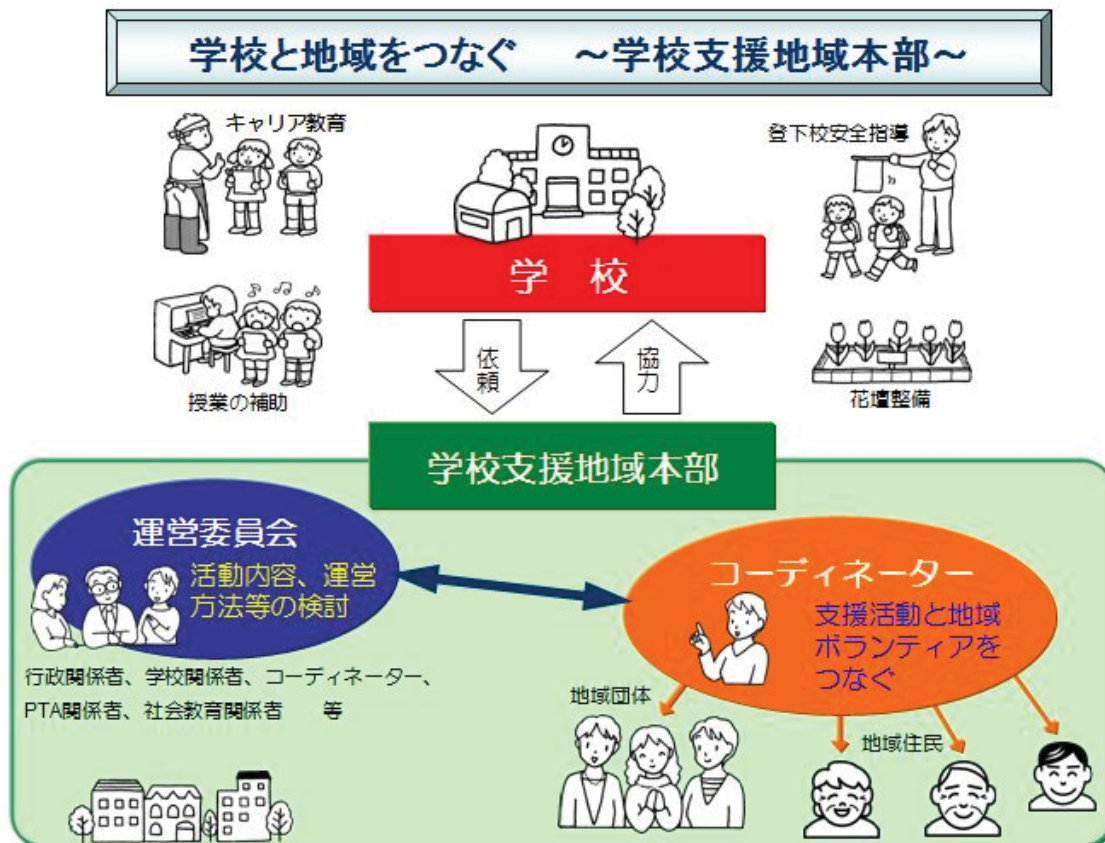 学校と地域をつなぐ　～学校支援地域本部～
キャリア教育
登下校安全指導
学　校
依頼
協力
授業の補助
花壇整備
学校支援地域本部
運営委員会
活動内容、運営
方法等の検討
行政関係者、学校関係者、コーディネーター、
PTA関係者、社会教育関係者　等
コーディネーター
支援活動と地域
ボランティアを
つなぐ
地域団体
地域住民